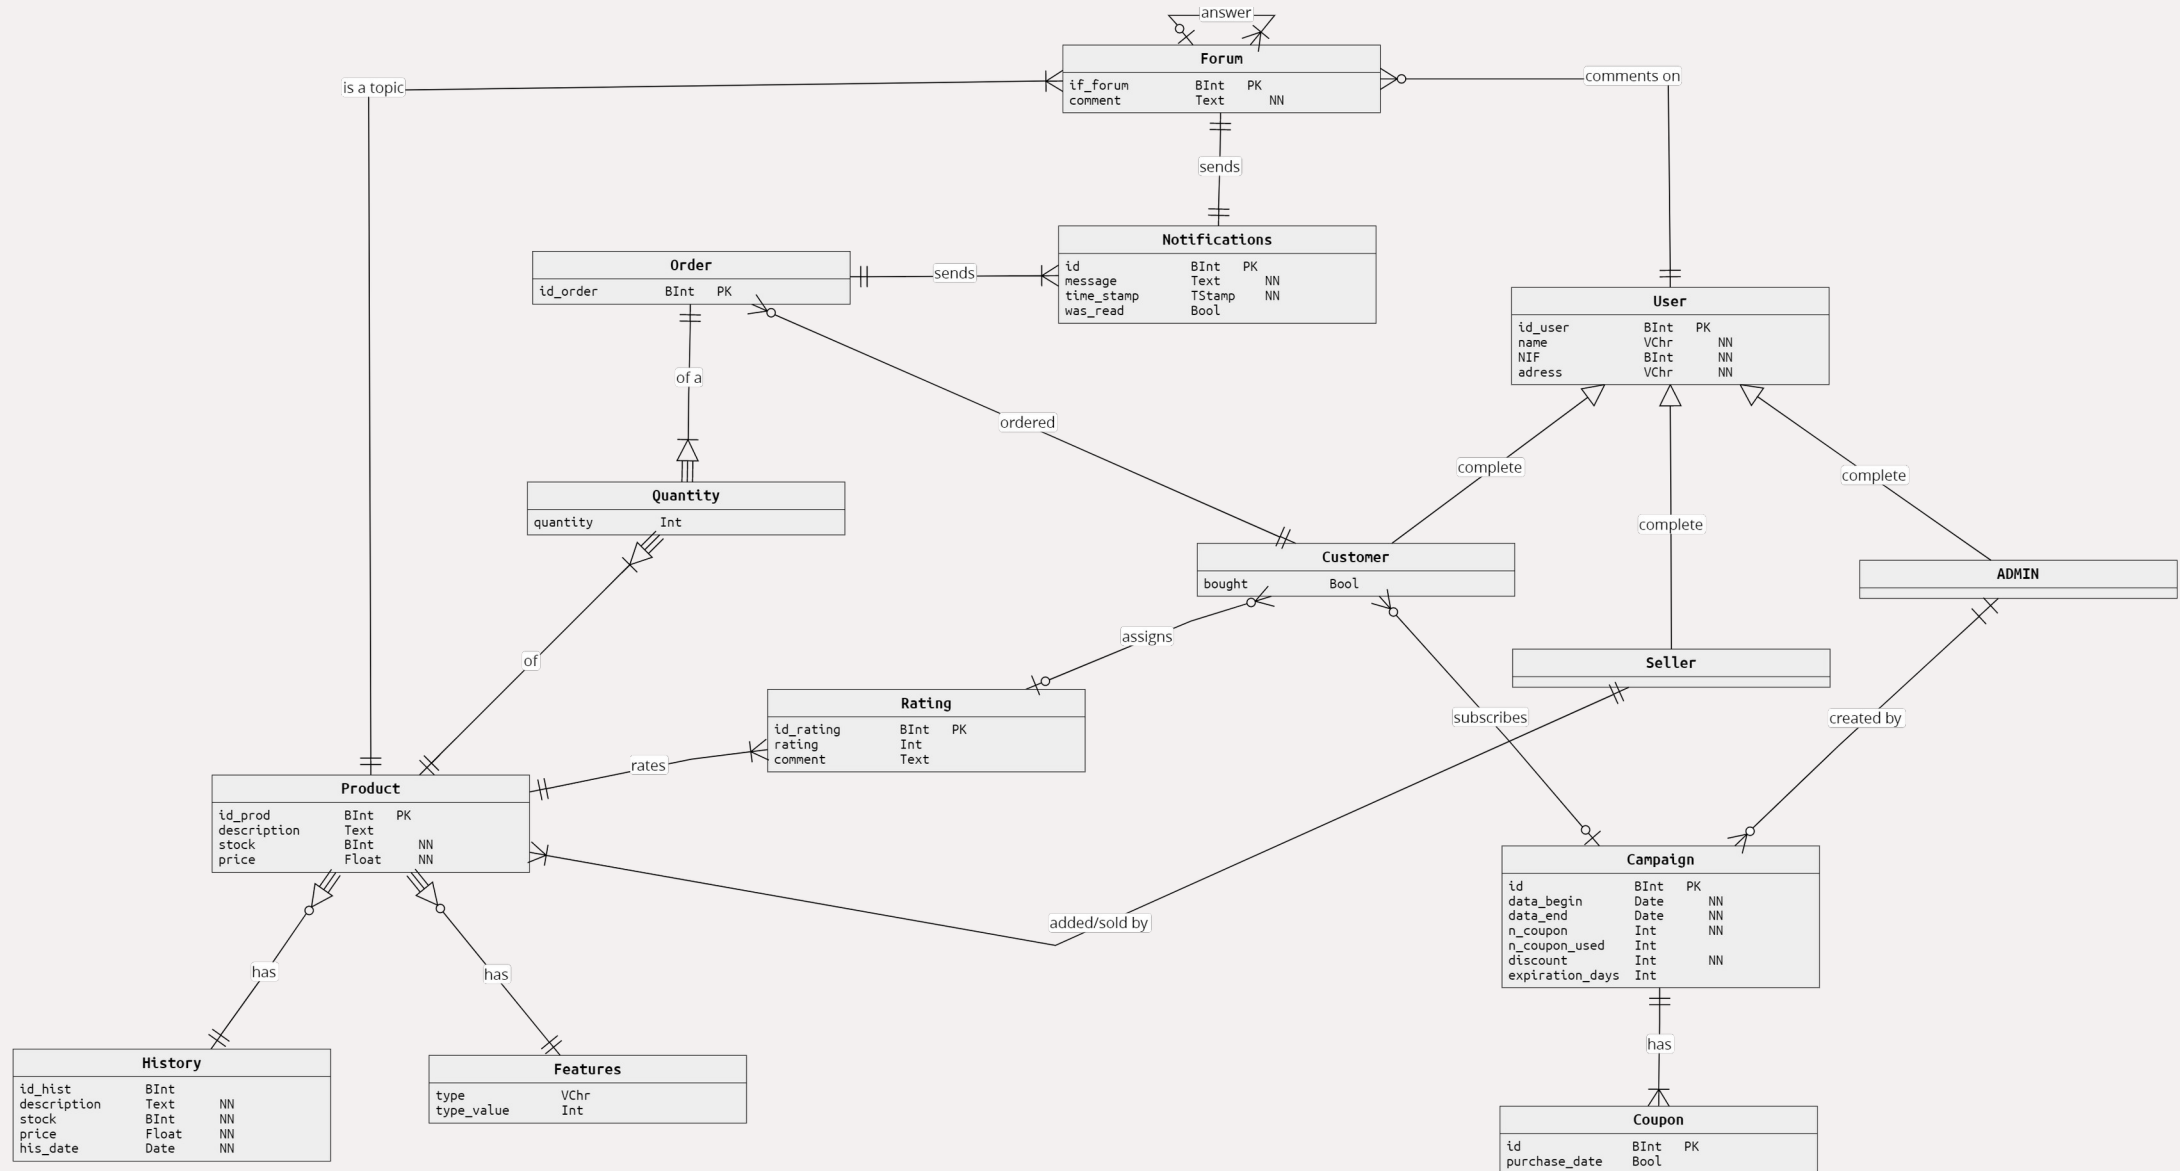 answer
Forum
if_forum BInt PK
comment Text NN
is a topic
comments on
sends
Notifications
id BInt PK
message Text NN
time_stamp TStamp NN
was_read Bool
Order
id_order BInt PK
sends
User
id_user BInt PK
name VChr NN
NIF BInt NN
adress VChr NN
of a
ordered
complete
complete
complete
Quantity
quantity Int
Customer
bought Bool
ADMIN
assigns
of
Seller
Rating
id_rating BInt PK
rating Int
comment Text
subscribes
created by
rates
Product
id_prod BInt PK
description Text
stock BInt NN
price Float NN
added/sold by
Campaign
id BInt PK
data_begin Date NN
data_end Date NN
n_coupon Int NN
n_coupon_used Int
discount Int NN
expiration_days Int
has
has
has
History
id_hist BInt
description Text NN
stock BInt NN
price Float NN
his_date Date NN
Features
type VChr
type_value Int
Coupon
id BInt PK
purchase_date Bool